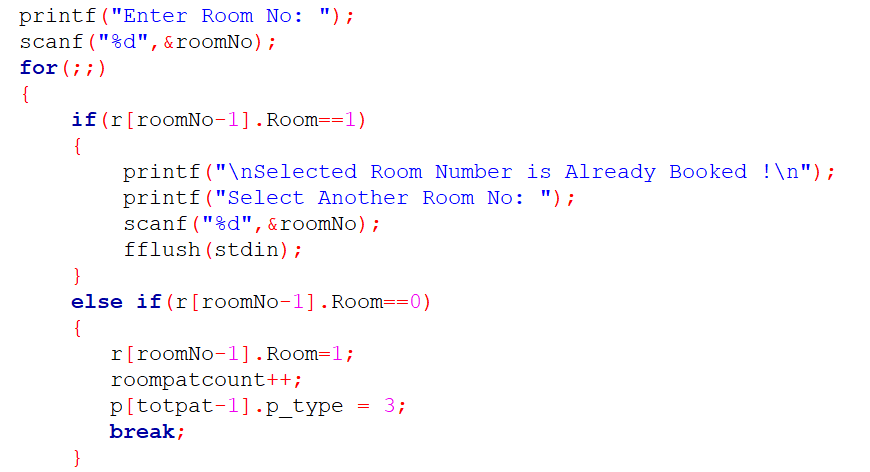 printf("Enter Room No: ");
scanf("%d",&roomNo);
for(;;)
{
    if(r[roomNo-1].Room==1)
    {
        printf("\nSelected Room Number is Already Booked !\n");
        printf("Select Another Room No: ");
        scanf("%d",&roomNo);
        fflush(stdin);
    }
    else if(r[roomNo-1].Room==0)
    {
       r[roomNo-1].Room=1;
       roompatcount++;
       p[totpat-1].p_type = 3;
       break;
    }